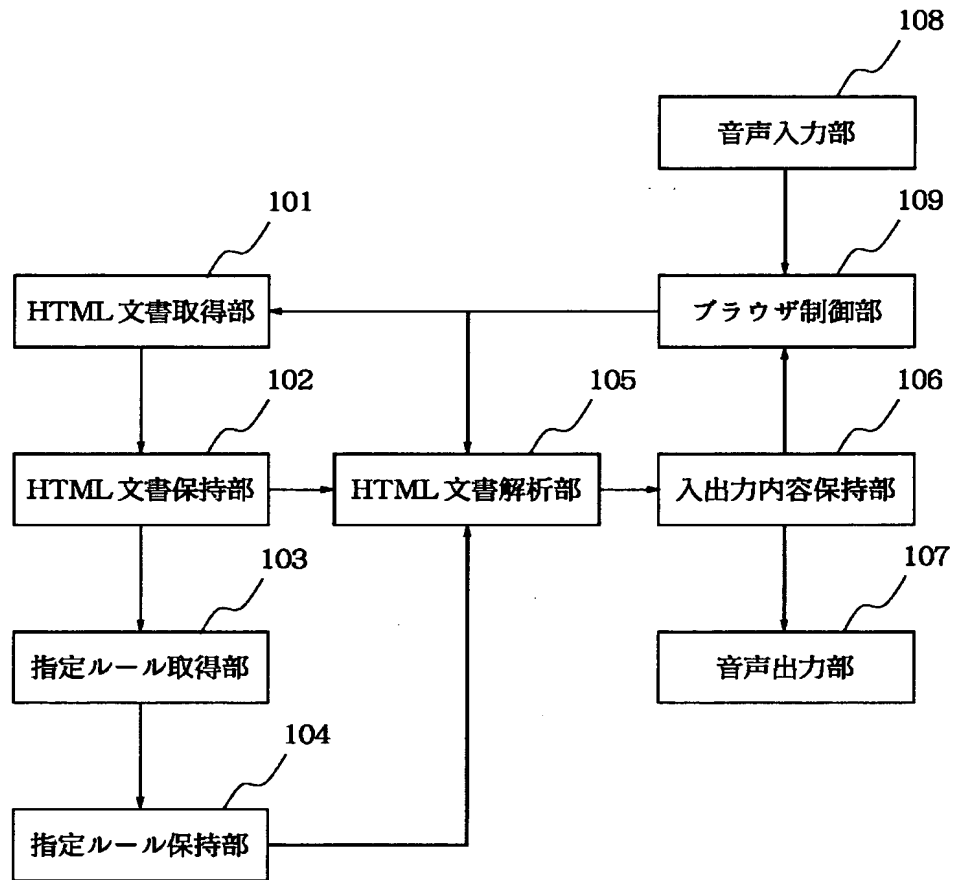 108
音声入力部
101
109
HTML 文書取得部
ブラウザ制御部
102
105
106
HTML 文書保持部
HTML 文書解析部
入出力内容保持部
103
107
指定ルール取得部
音声出力部
104
指定ルール保持部